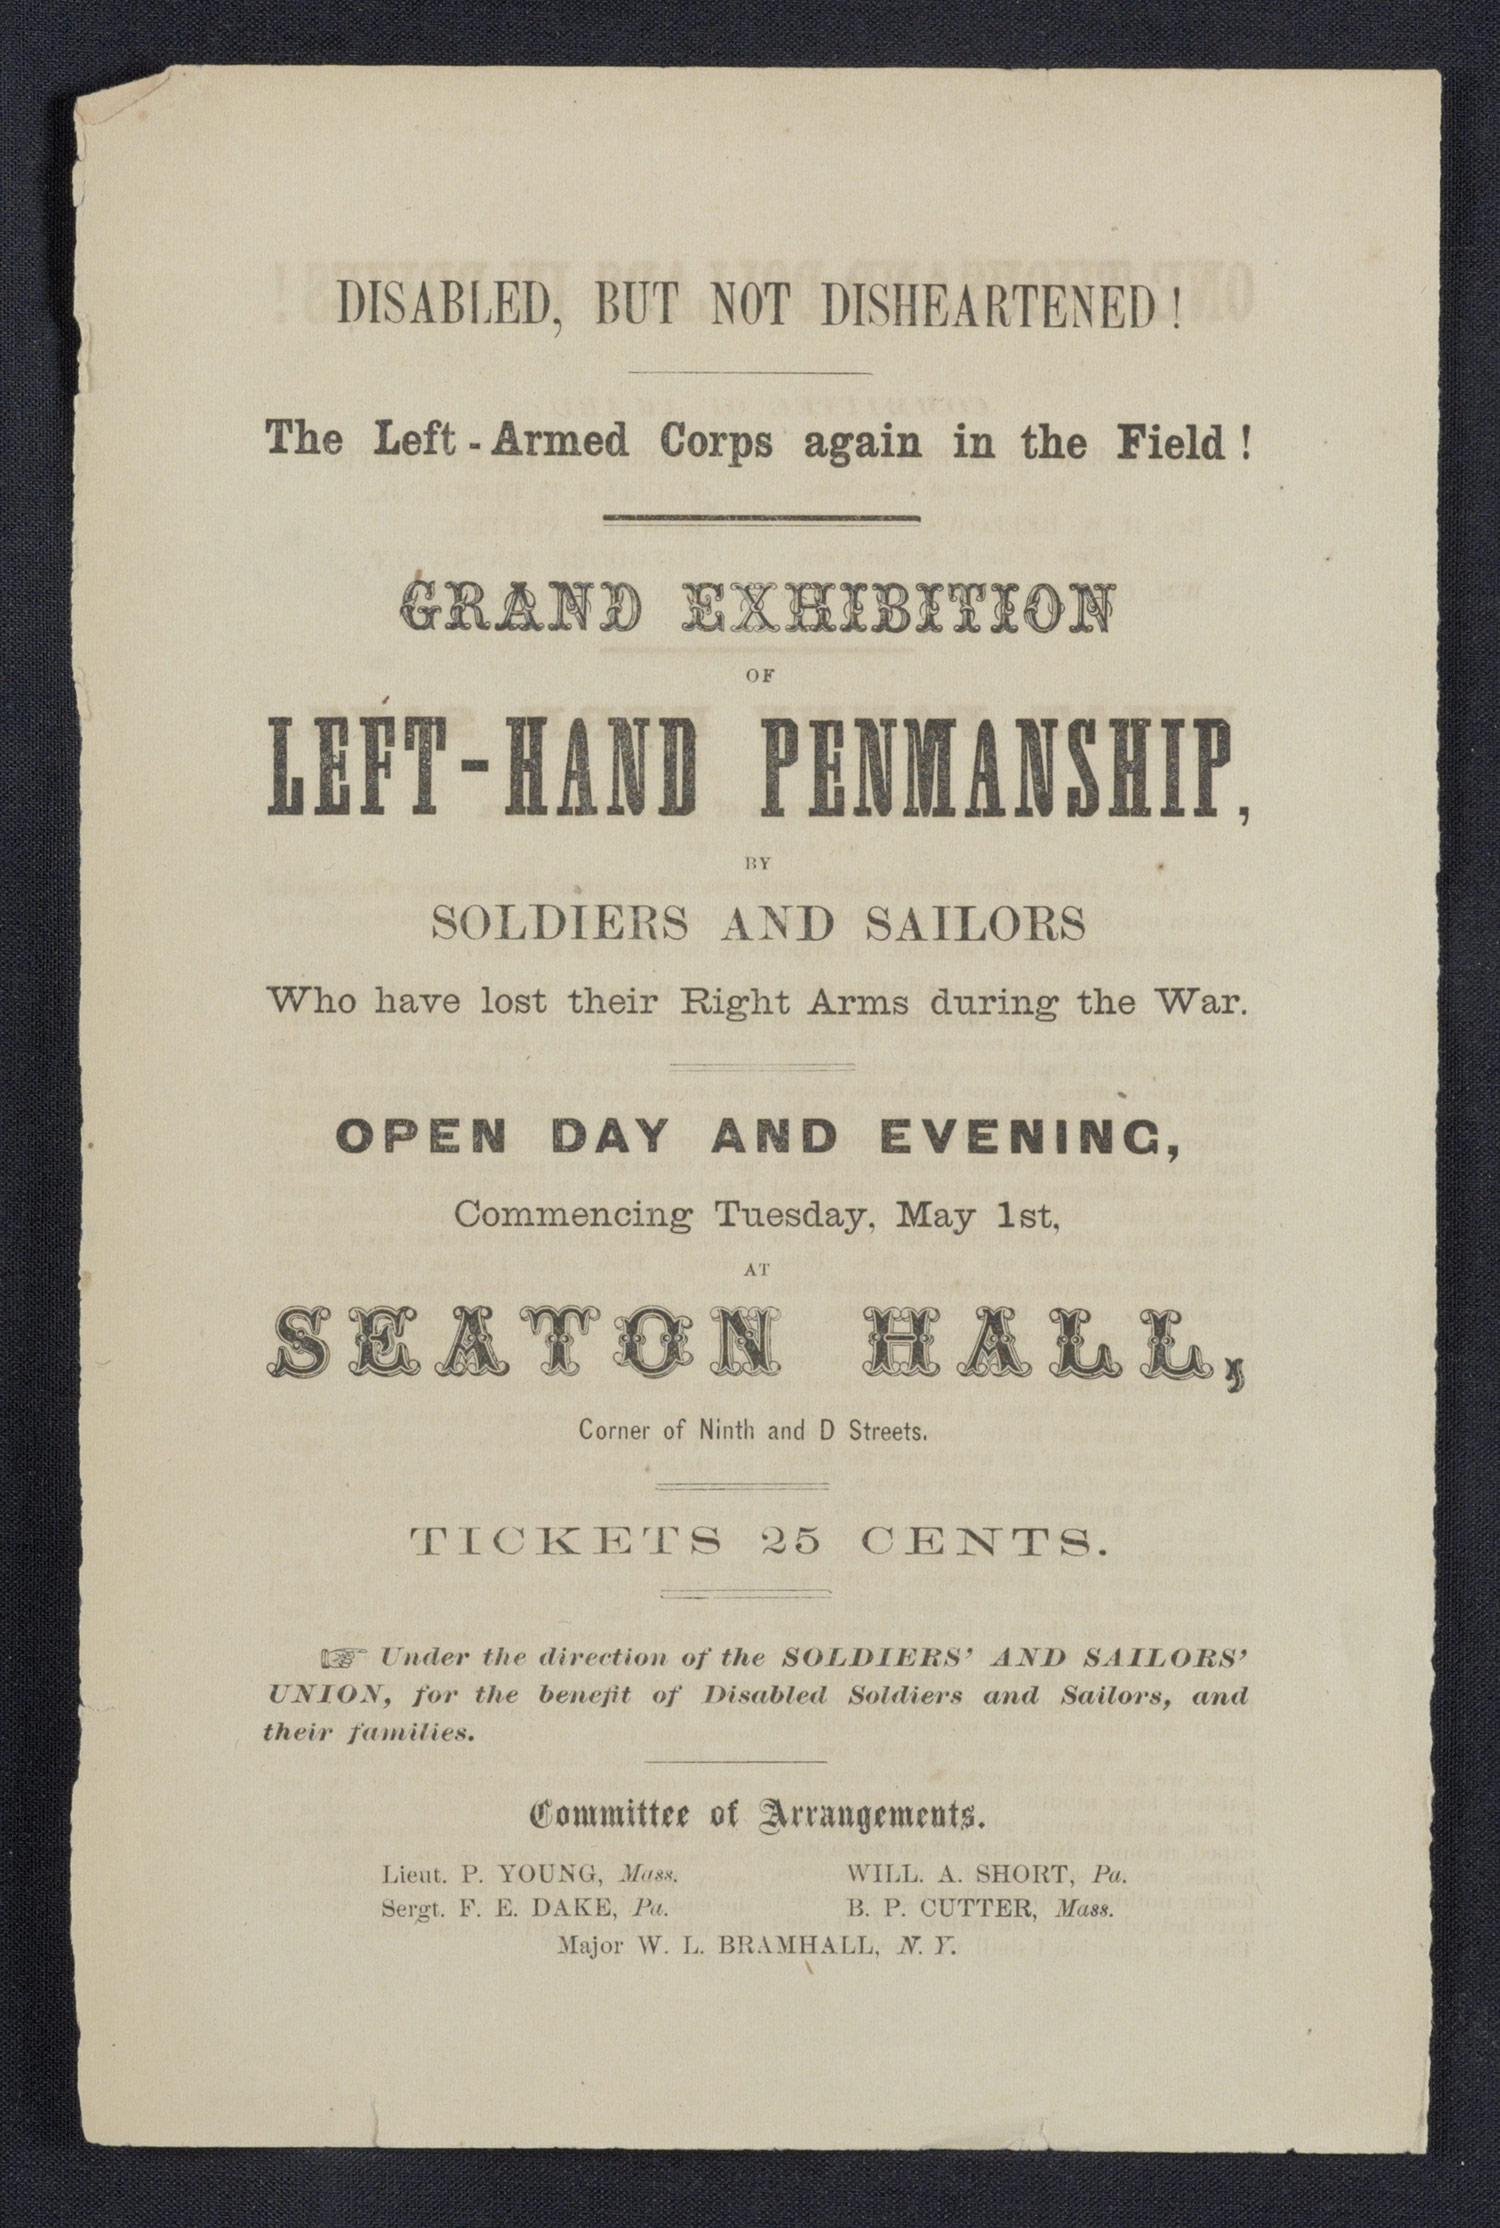 DISABLED, BUT NOT DISHEARTENED!
The Left-Armed Corps again in the Field!
GRAND EXHIBITION
OF
LEFT-HAND PENMANSHIP,
BY
SOLDIERS AND SAILORS
Who have lost their Right Arms during the War.
OPEN DAY AND EVENING,
Commencing Tuesday, May 1st,
AT
SEATON HALL,
Corner of Ninth and D Streets.
TICKETS 25 CENTS.
☞ Under the direction of the SOLDIERS' AND SAILORS'
UNION, for the benefit of Disabled Soldiers and Sailors, and
their families.
Committee of Arrangements.
Lieut. P. YOUNG, Mass. WILL. A. SHORT, Pa.
Sergt. F. E. DAKE, Pa. B. P. CUTTER, Mass.
Major W. L. BRAMHALL, N. Y.